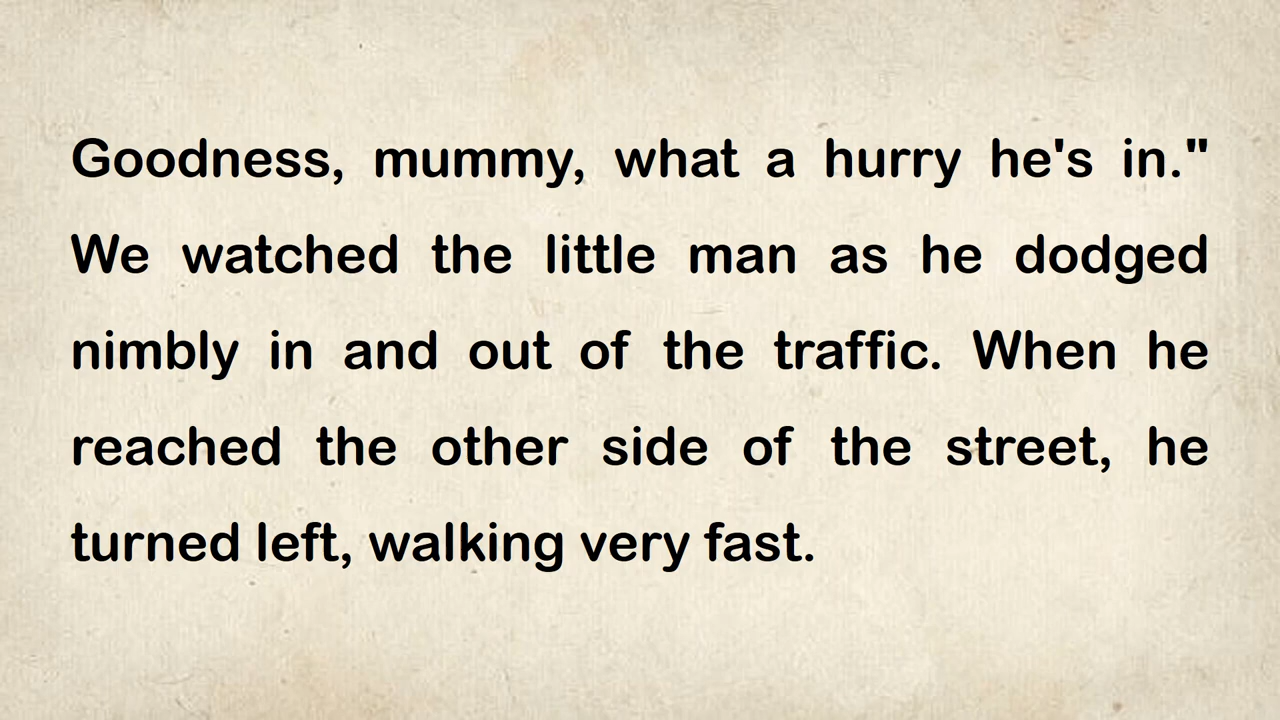 Goodness, mummy, what a hurry he's in."
We watched the little man as he dodged
nimbly in and out of the traffic. When he
reached the other side of the street, he
turned left, walking very fast.